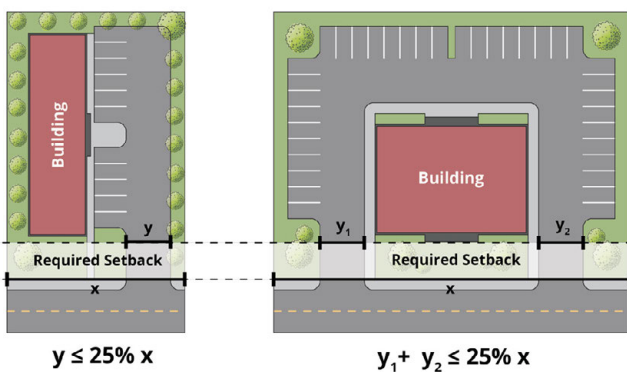 Building
y
Required Setback
x
y ≤ 25% x
Building
y₁
y₂
Required Setback
x
y₁+ y₂ ≤ 25% x